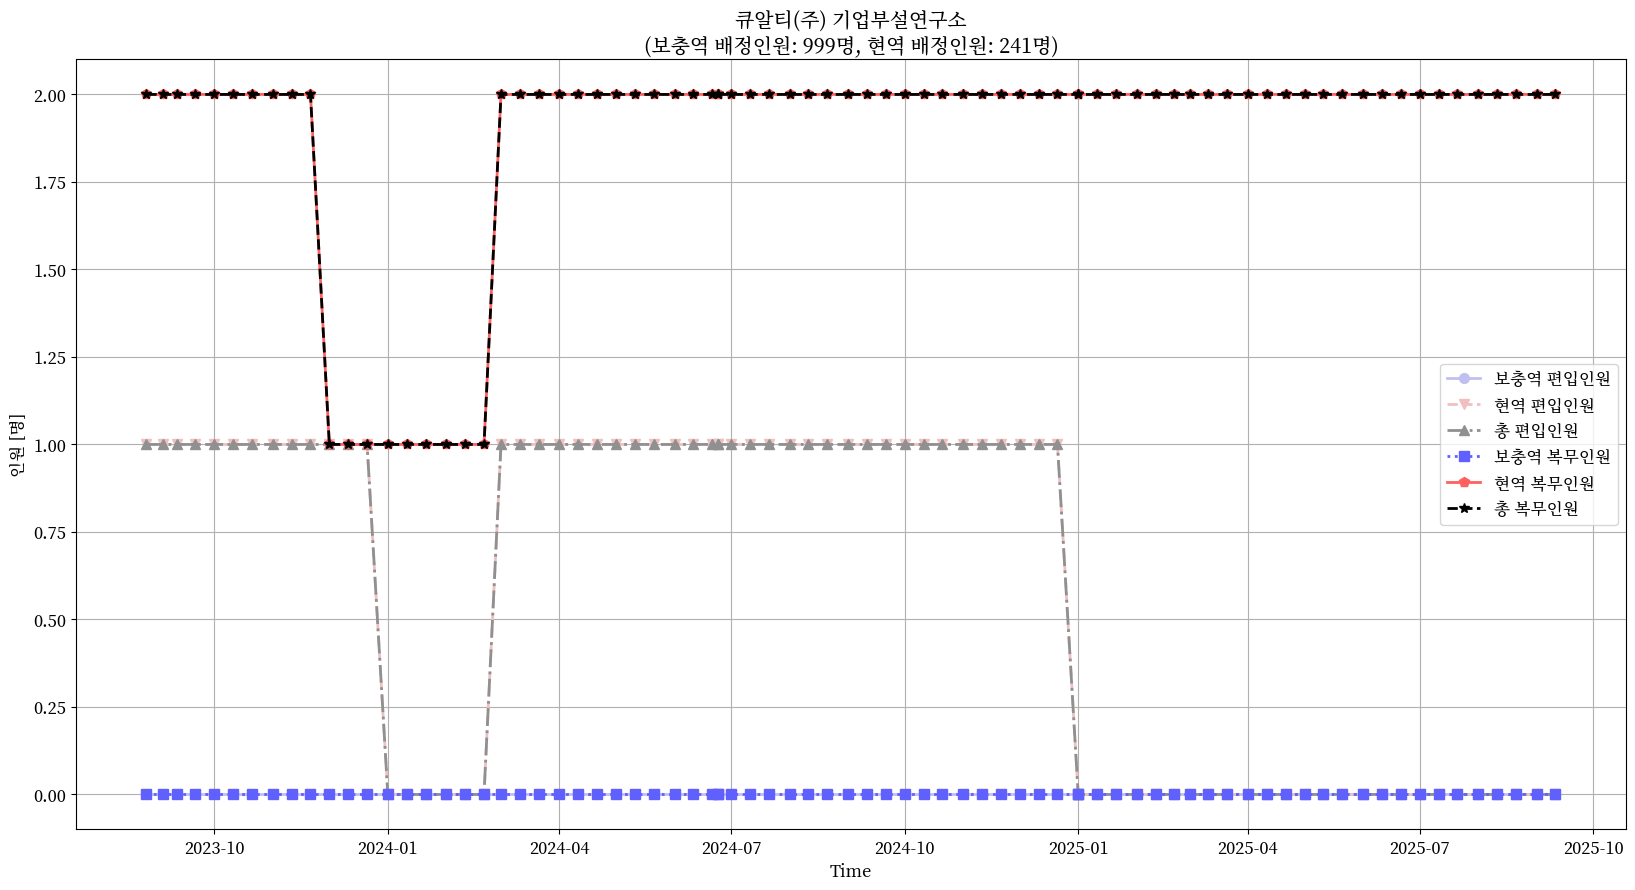 큐알티(주) 기업부설연구소
(보충역 배정인원: 999명, 현역 배정인원: 241명)
인원 [명]
2.00
1.75
1.50
1.25
1.00
0.75
0.50
0.25
0.00
보충역 편입인원
현역 편입인원
총 편입인원
보충역 복무인원
현역 복무인원
총 복무인원
2023-10
2024-01
2024-04
2024-07
2024-10
2025-01
2025-04
2025-07
2025-10
Time